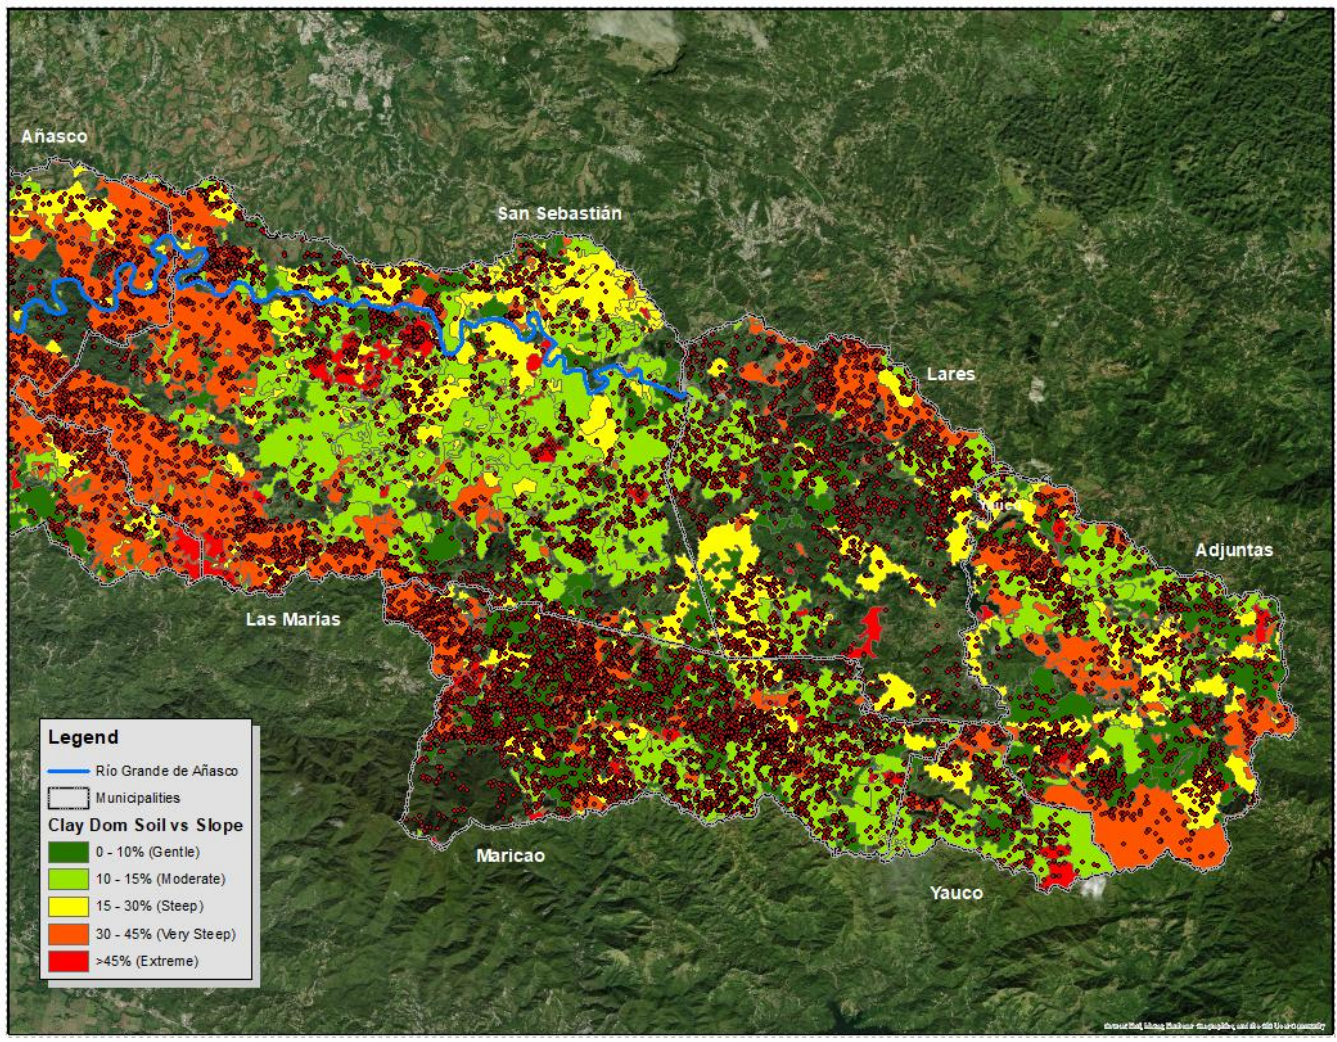 Añasco
San Sebastián
Lares
Adjuntas
Las Marías
Maricao
Yauco
Legend
Río Grande de Añasco
Municipalities
Clay Dom Soil vs Slope
0 - 10% (Gentle)
10 - 15% (Moderate)
15 - 30% (Steep)
30 - 45% (Very Steep)
>45% (Extreme)